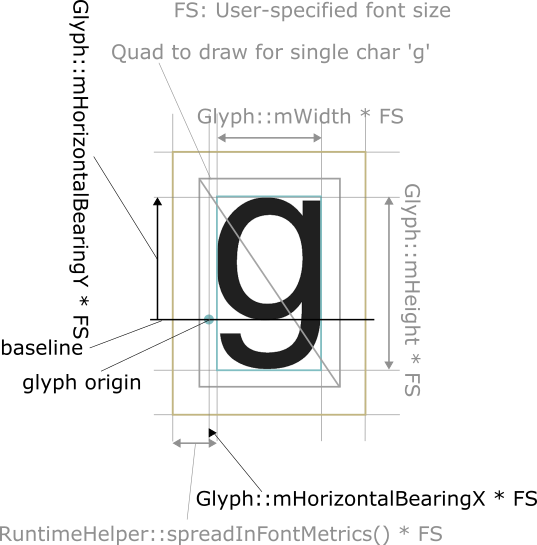 FS: User-specified font size
Quad to draw for single char 'g'
Glyph::mHorizontalBearingY * FS
Glyph::mWidth * FS
Glyph::mHeight * FS
g
baseline
glyph origin
Glyph::mHorizontalBearingX * FS
RuntimeHelper::spreadInFontMetrics() * FS